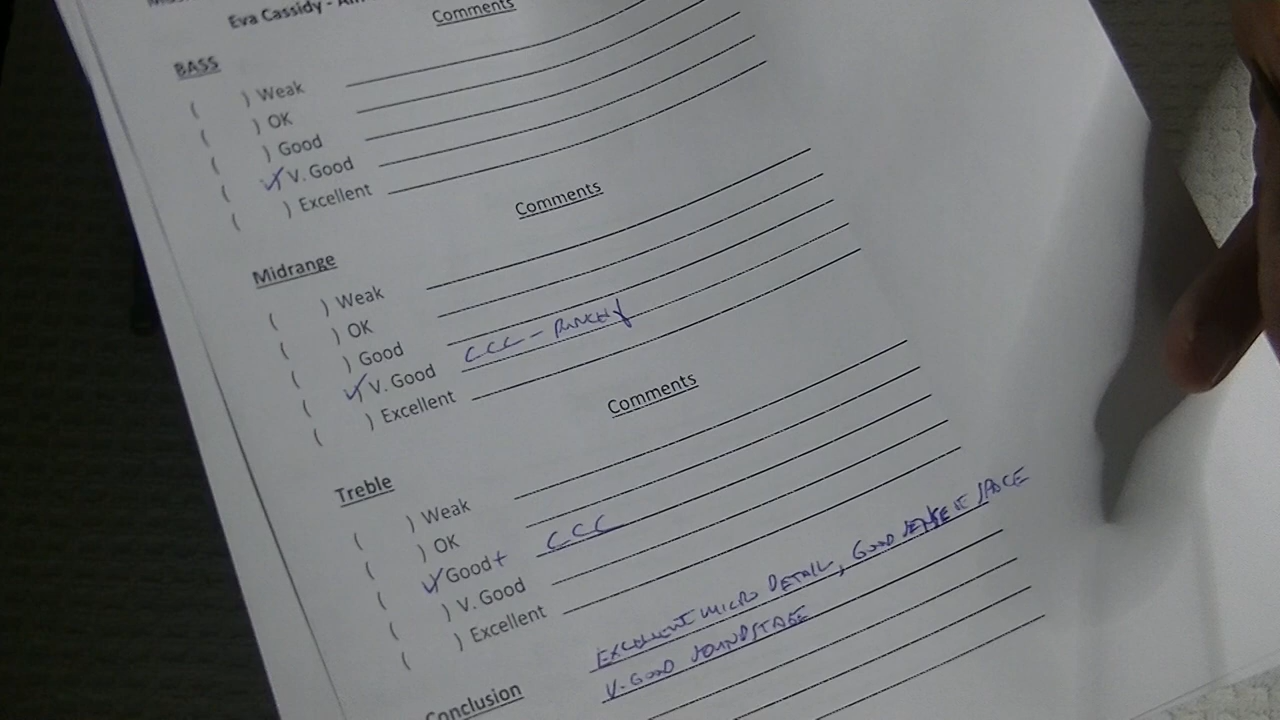 Eva Cassidy -
Comments
BASS
( ) Weak
( ) OK
( ) Good
( ✓) V. Good
( ) Excellent
Comments
Midrange
( ) Weak
( ) OK
( ) Good
( ✓) V. Good CCC - PUNCHY
( ) Excellent
Comments
Treble
( ) Weak
( ) OK
( ✓) Good+ CCC
( ) V. Good
( ) Excellent
Conclusion EXCELLENT MICRO DETAIL, GOOD SENSE OF SPACE
V. GOOD SOUNDSTAGE